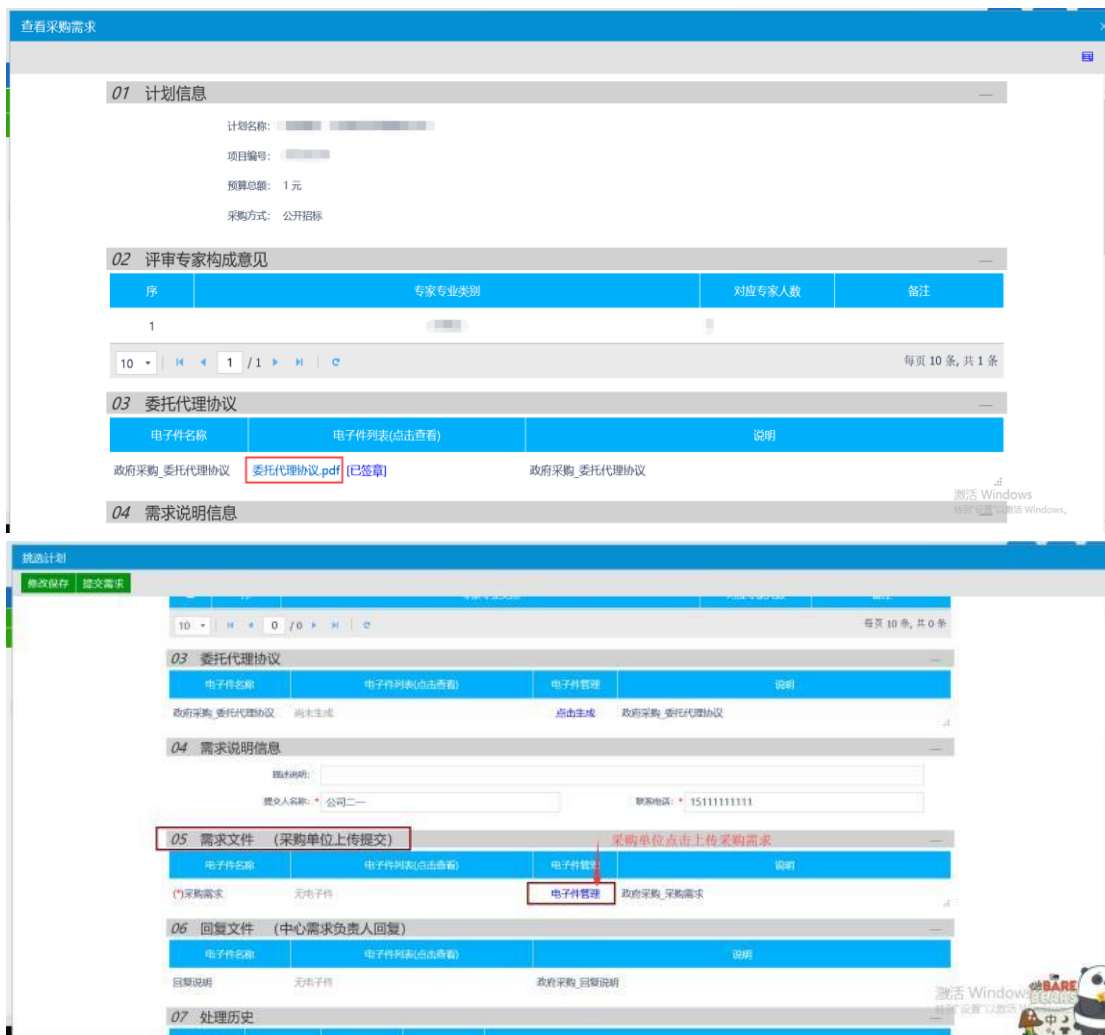 查看采购需求
01 计划信息
计划名称:
项目编号:
预算总额: 1 元
采购方式: 公开招标
02 评审专家构成意见
序 专家专业类别 对应专家人数 备注
1
10 1 / 1 每页 10 条, 共 1 条
03 委托代理协议
电子件名称 电子件列表(点击查看) 说明
政府采购_委托代理协议 委托代理协议.pdf [已签章] 政府采购_委托代理协议
激活 Windows
转到"设置"以激活 Windows。
04 需求说明信息
挑选计划
修改保存 提交需求
10 0 / 0 每页 10 条, 共 0 条
03 委托代理协议
电子件名称 电子件列表(点击查看) 电子件管理 说明
政府采购_委托代理协议 尚未生成 点击生成 政府采购_委托代理协议
04 需求说明信息
需求说明:
提交人名称: * 公司二一 联系电话: * 15111111111
05 需求文件 (采购单位上传提交) 采购单位点击上传采购需求
电子件名称 电子件列表(点击查看) 电子件管理 说明
(*)采购需求 无电子件 电子件管理 政府采购_采购需求
06 回复文件 (中心需求负责人回复)
电子件名称 电子件列表(点击查看) 说明
回复说明 无电子件 政府采购_回复说明
激活 Windows
BARE
BEARS
中
07 处理历史